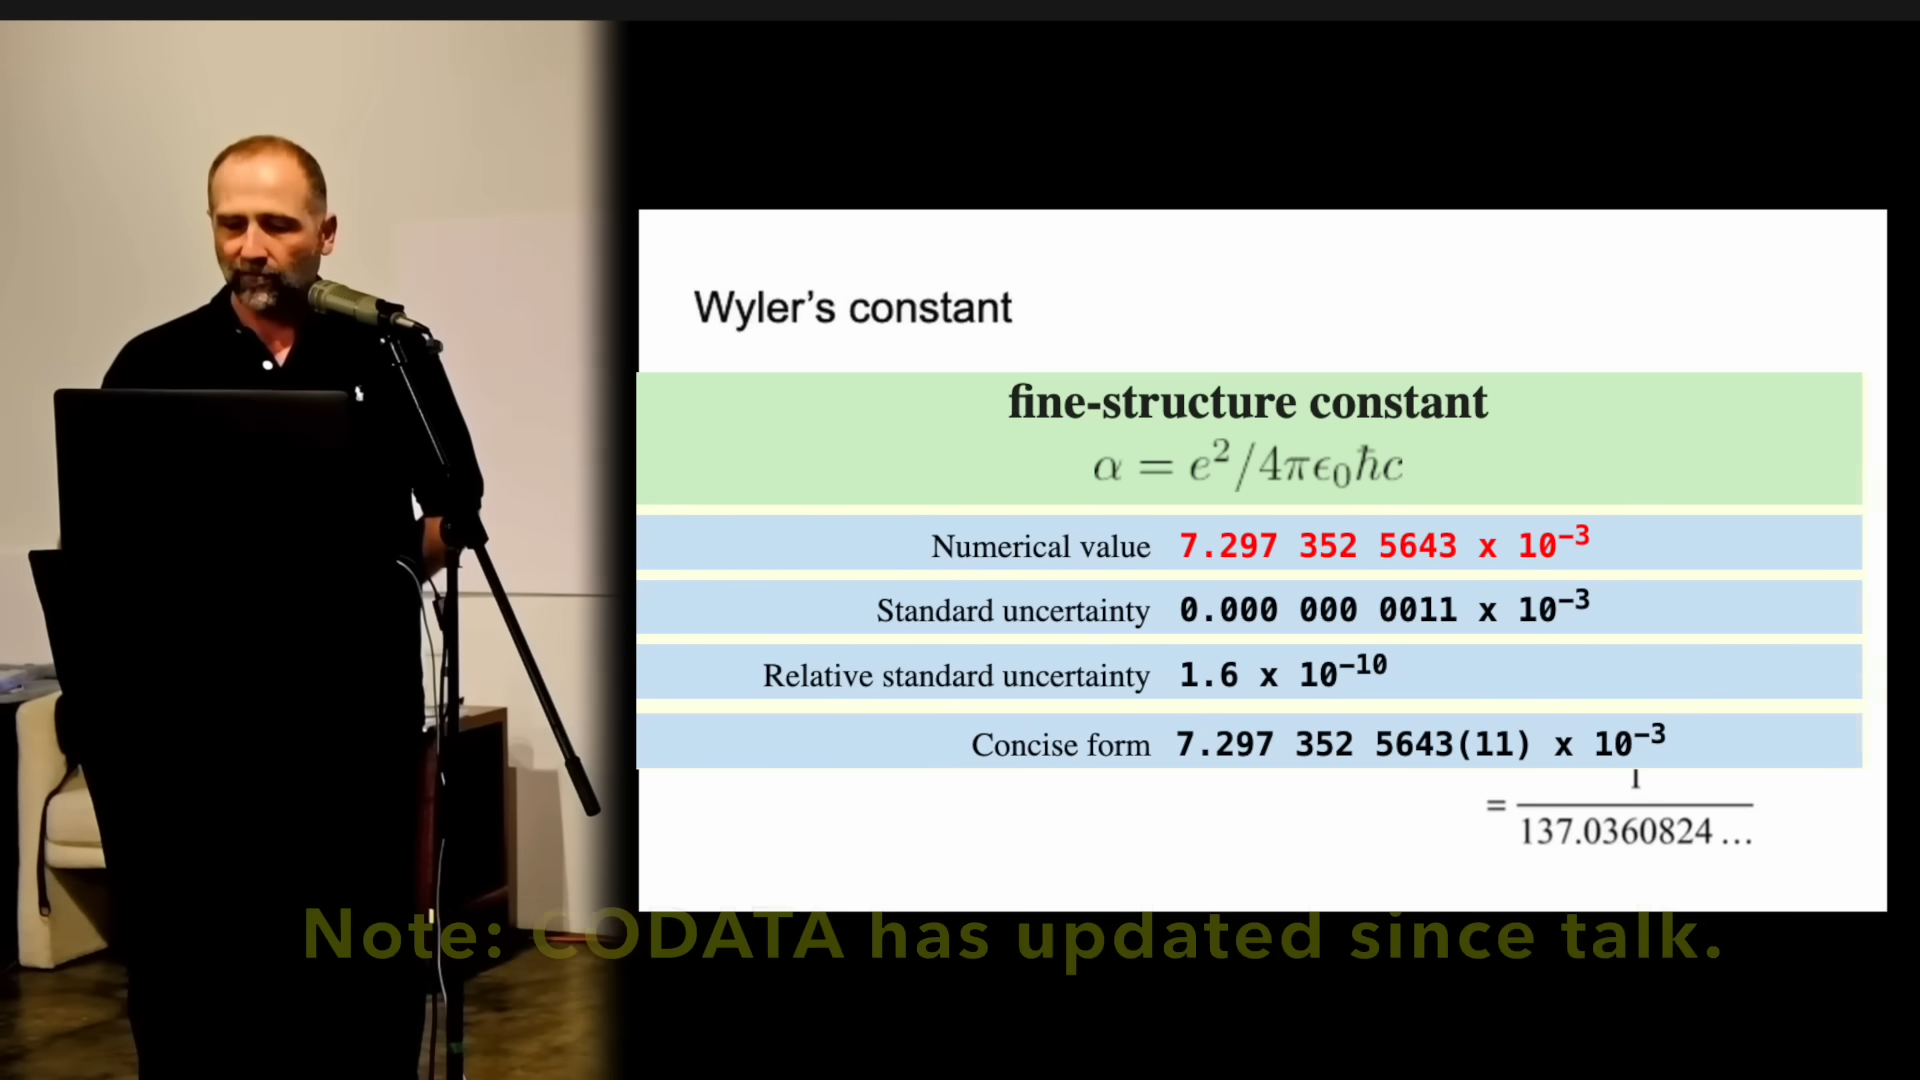 Wyler's constant
fine-structure constant
α = e²/4πϵ₀ħc
Numerical value 7.297 352 5643 x 10⁻³
Standard uncertainty 0.000 000 0011 x 10⁻³
Relative standard uncertainty 1.6 x 10⁻¹⁰
Concise form 7.297 352 5643(11) x 10⁻³
= 1
137.0360824...
Note: CODATA has updated since talk.